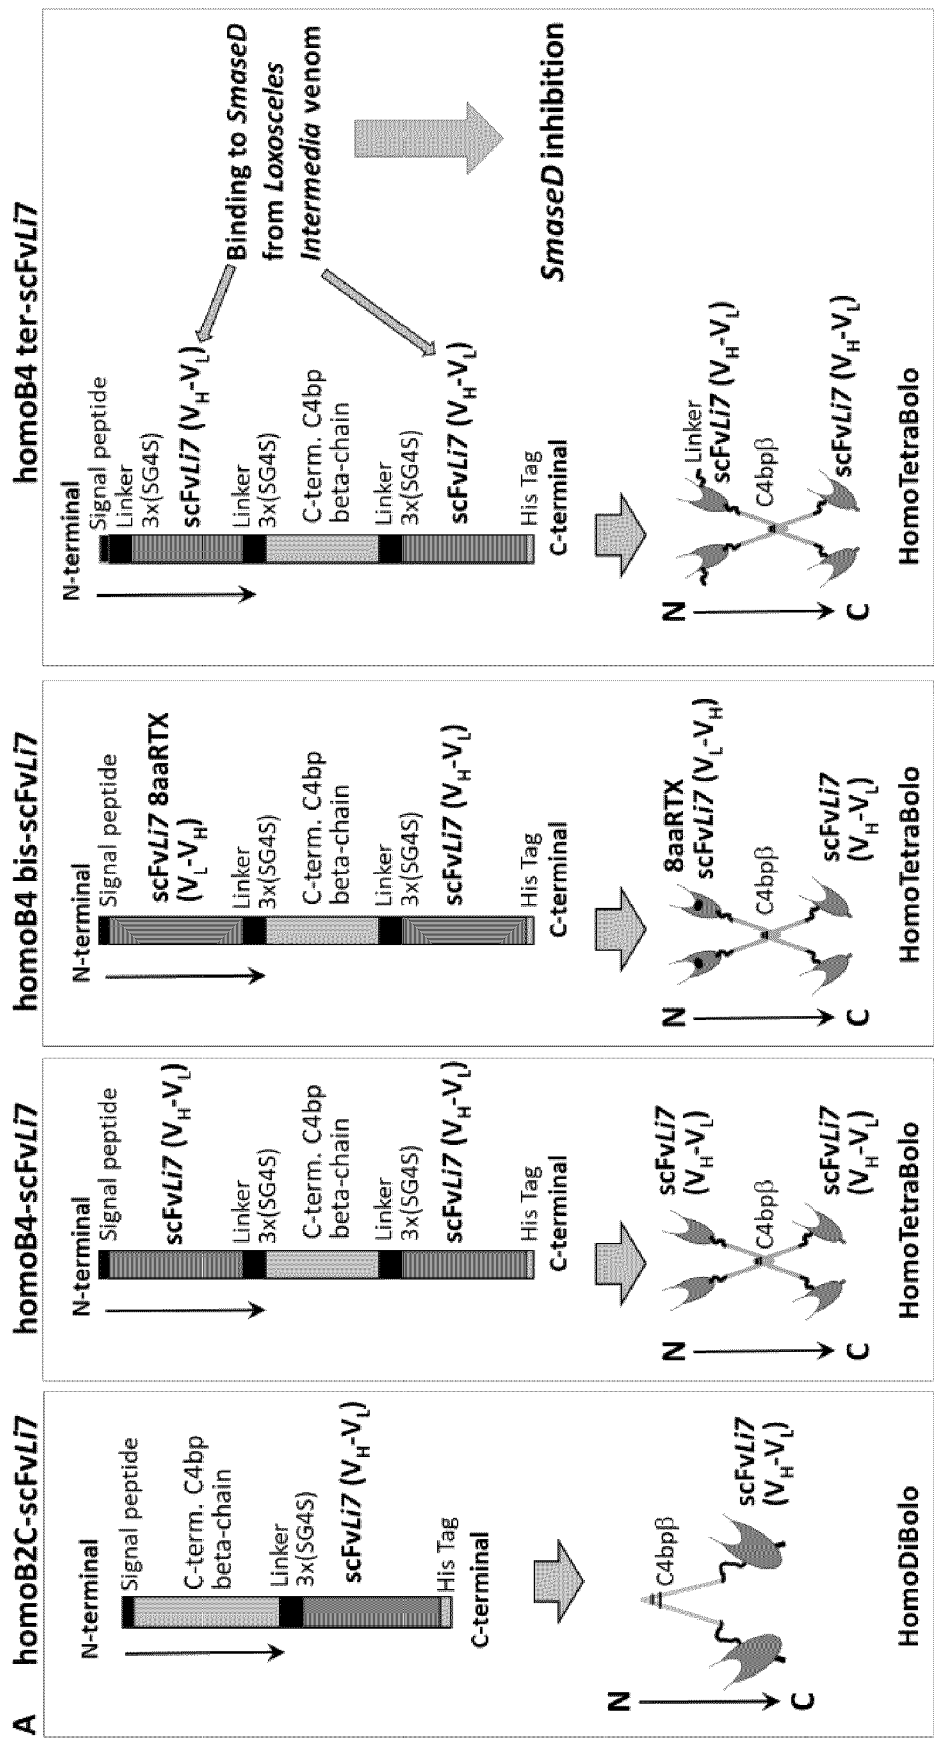 A
homoB2C-scFvLi7
N-terminal
Signal peptide
C-term. C4bp
beta-chain
Linker
3x(SG4S)
scFvLi7 (VH-VL)
His Tag
C-terminal
N
C4bpβ
scFvLi7
(VH-VL)
C
HomoDiBolo
homoB4-scFvLi7
N-terminal
Signal peptide
scFvLi7 (VH-VL)
Linker
3x(SG4S)
C-term. C4bp
beta-chain
Linker
3x(SG4S)
scFvLi7 (VH-VL)
His Tag
C-terminal
N
scFvLi7
(VH-VL)
C4bpβ
scFvLi7
(VH-VL)
C
HomoTetraBolo
homoB4 bis-scFvLi7
N-terminal
Signal peptide
scFvLi7 8aaRTX
(VL-VH)
Linker
3x(SG4S)
C-term. C4bp
beta-chain
Linker
3x(SG4S)
scFvLi7 (VH-VL)
His Tag
C-terminal
N
8aaRTX
scFvLi7 (VL-VH)
C4bpβ
scFvLi7
(VH-VL)
C
HomoTetraBolo
homoB4 ter-scFvLi7
N-terminal
Signal peptide
Linker
3x(SG4S)
scFvLi7 (VH-VL)
Linker
3x(SG4S)
C-term. C4bp
beta-chain
Linker
3x(SG4S)
scFvLi7 (VH-VL)
His Tag
C-terminal
Binding to SmaseD
from Loxosceles
Intermedia venom
SmaseD inhibition
N
Linker
scFvLi7 (VH-VL)
C4bpβ
scFvLi7 (VH-VL)
C
HomoTetraBolo